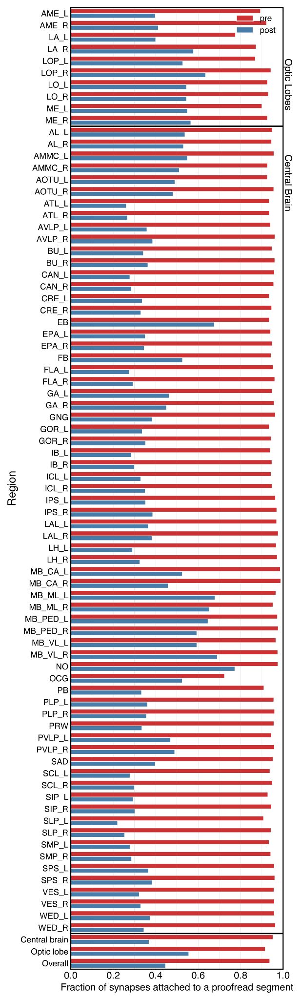 AME_L
pre
AME_R
post
LA_L
LA_R
LOP_L
LOP_R
LO_L
LO_R
ME_L
ME_R
Optic Lobes
AL_L
AL_R
AMMC_L
AMMC_R
AOTU_L
AOTU_R
Central Brain
ATL_L
ATL_R
AVLP_L
AVLP_R
BU_L
BU_R
CAN_L
CAN_R
CRE_L
CRE_R
EB
EPA_L
EPA_R
FB
FLA_L
FLA_R
GA_L
GA_R
GNG
GOR_L
GOR_R
IB_L
IB_R
ICL_L
ICL_R
Region
IPS_L
IPS_R
LAL_L
LAL_R
LH_L
LH_R
MB_CA_L
MB_CA_R
MB_ML_L
MB_ML_R
MB_PED_L
MB_PED_R
MB_VL_L
MB_VL_R
NO
OCG
PB
PLP_L
PLP_R
PRW
PVLP_L
PVLP_R
SAD
SCL_L
SCL_R
SIP_L
SIP_R
SLP_L
SLP_R
SMP_L
SMP_R
SPS_L
SPS_R
VES_L
VES_R
WED_L
WED_R
Central brain
Optic lobe
Overall
0.0 0.2 0.4 0.6 0.8 1.0
Fraction of synapses attached to a proofread segment